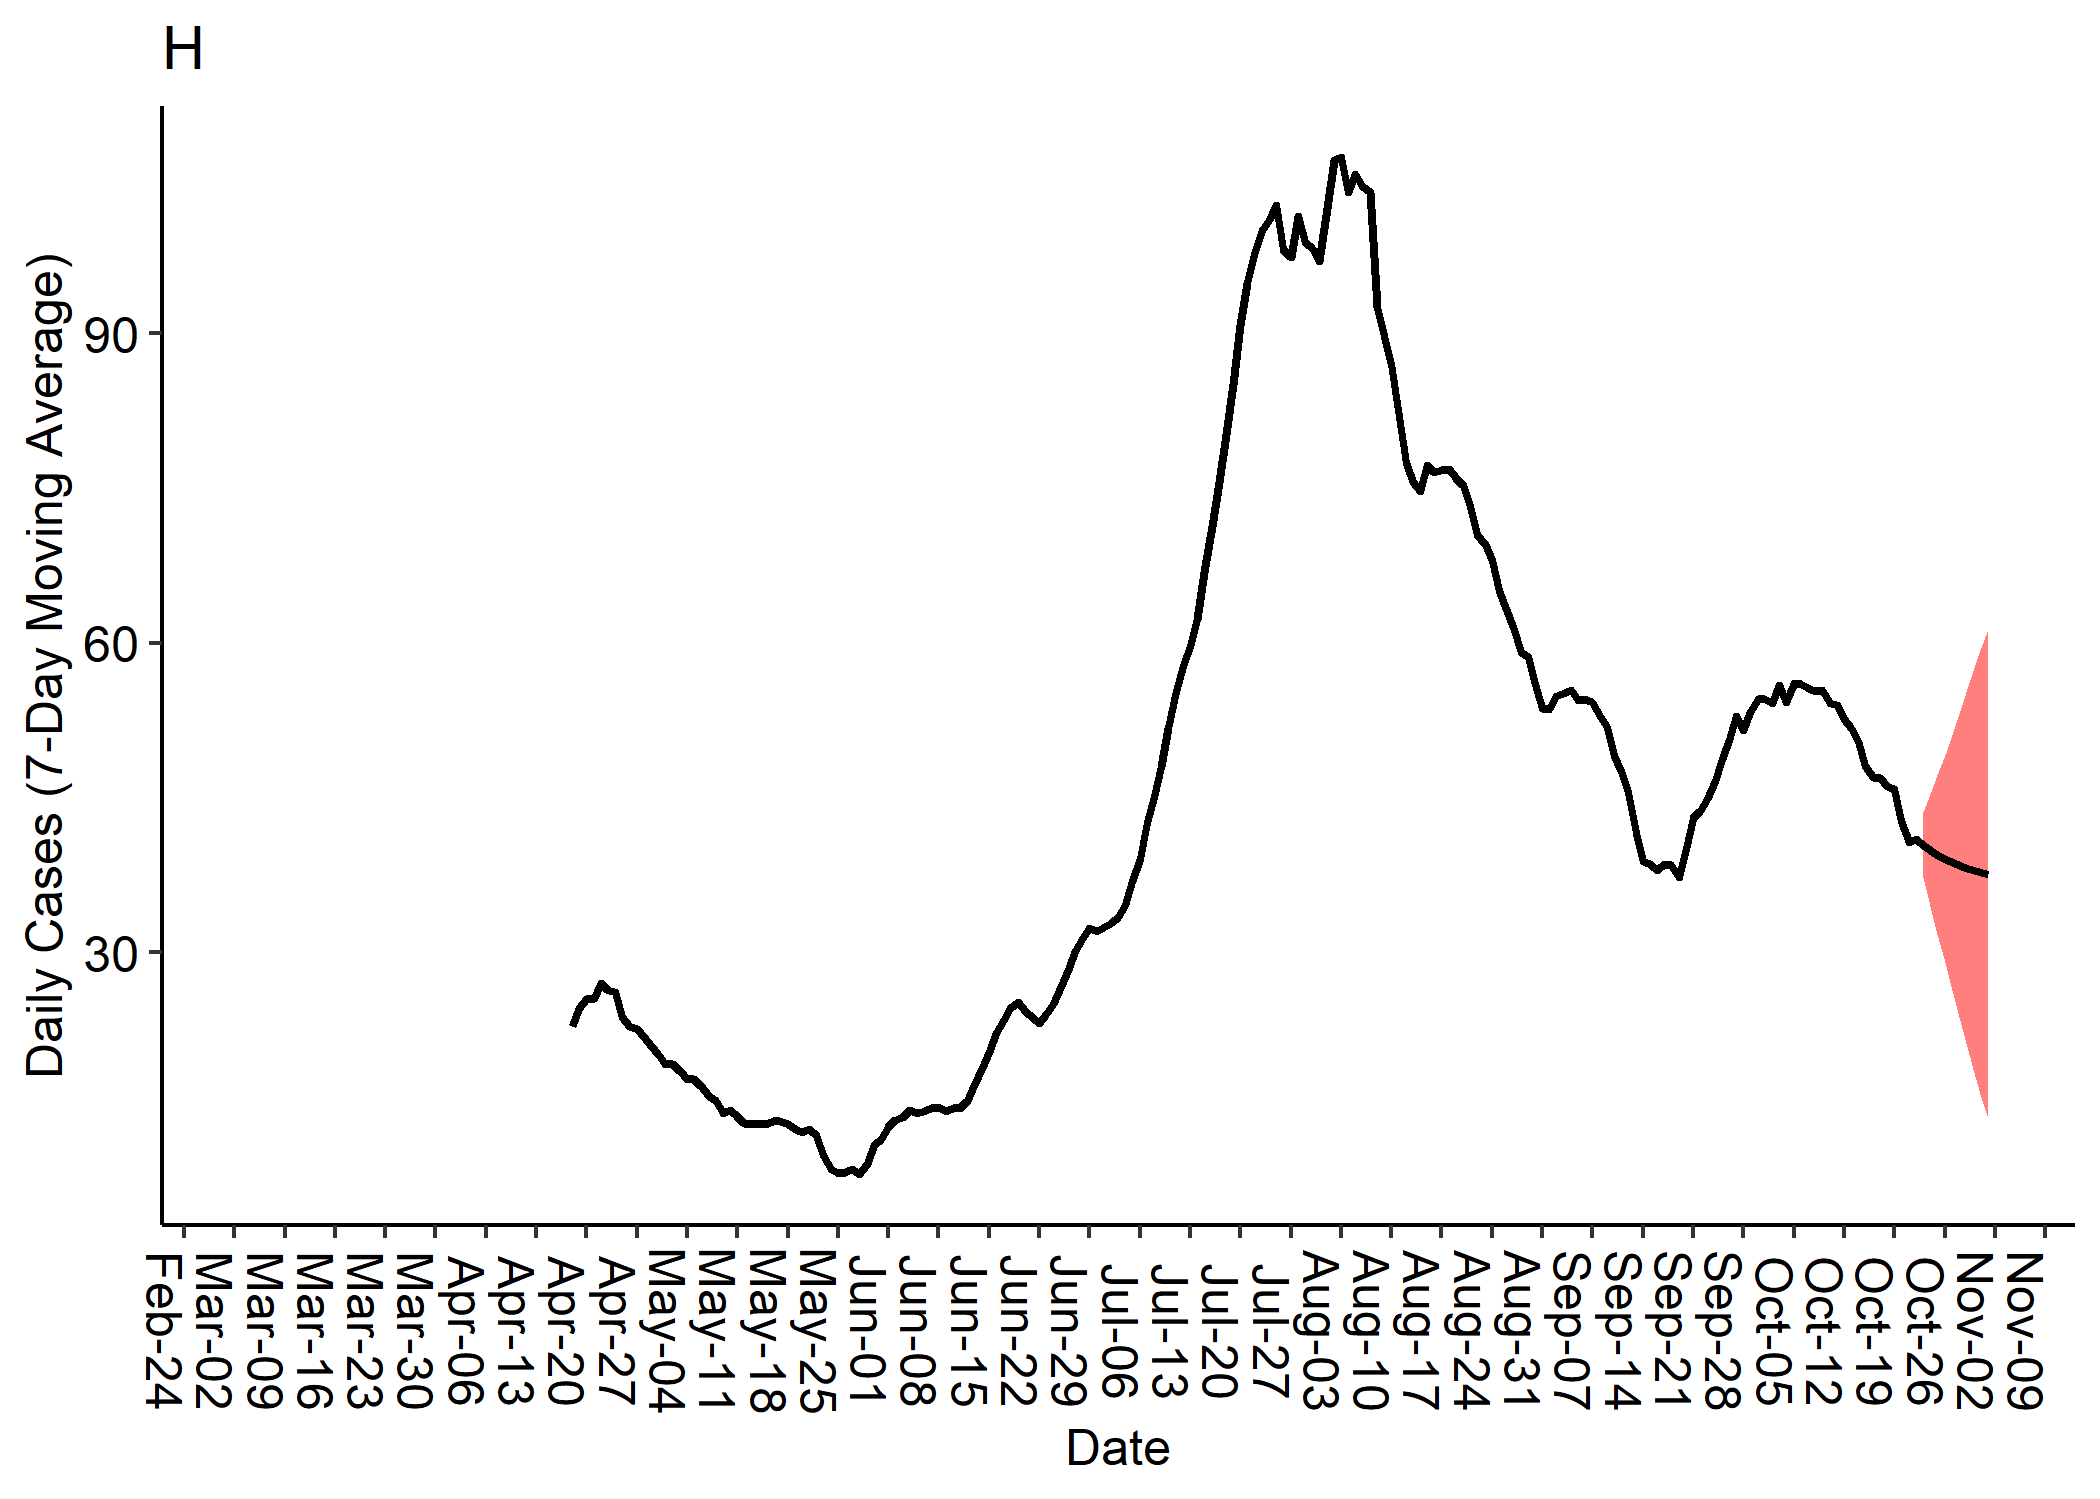 H
Daily Cases (7-Day Moving Average)
90
60
30
Feb-24
Mar-02
Mar-09
Mar-16
Mar-23
Mar-30
Apr-06
Apr-13
Apr-20
Apr-27
May-04
May-11
May-18
May-25
Jun-01
Jun-08
Jun-15
Jun-22
Jun-29
Jul-06
Jul-13
Jul-20
Jul-27
Aug-03
Aug-10
Aug-17
Aug-24
Aug-31
Sep-07
Sep-14
Sep-21
Sep-28
Oct-05
Oct-12
Oct-19
Oct-26
Nov-02
Nov-09
Date